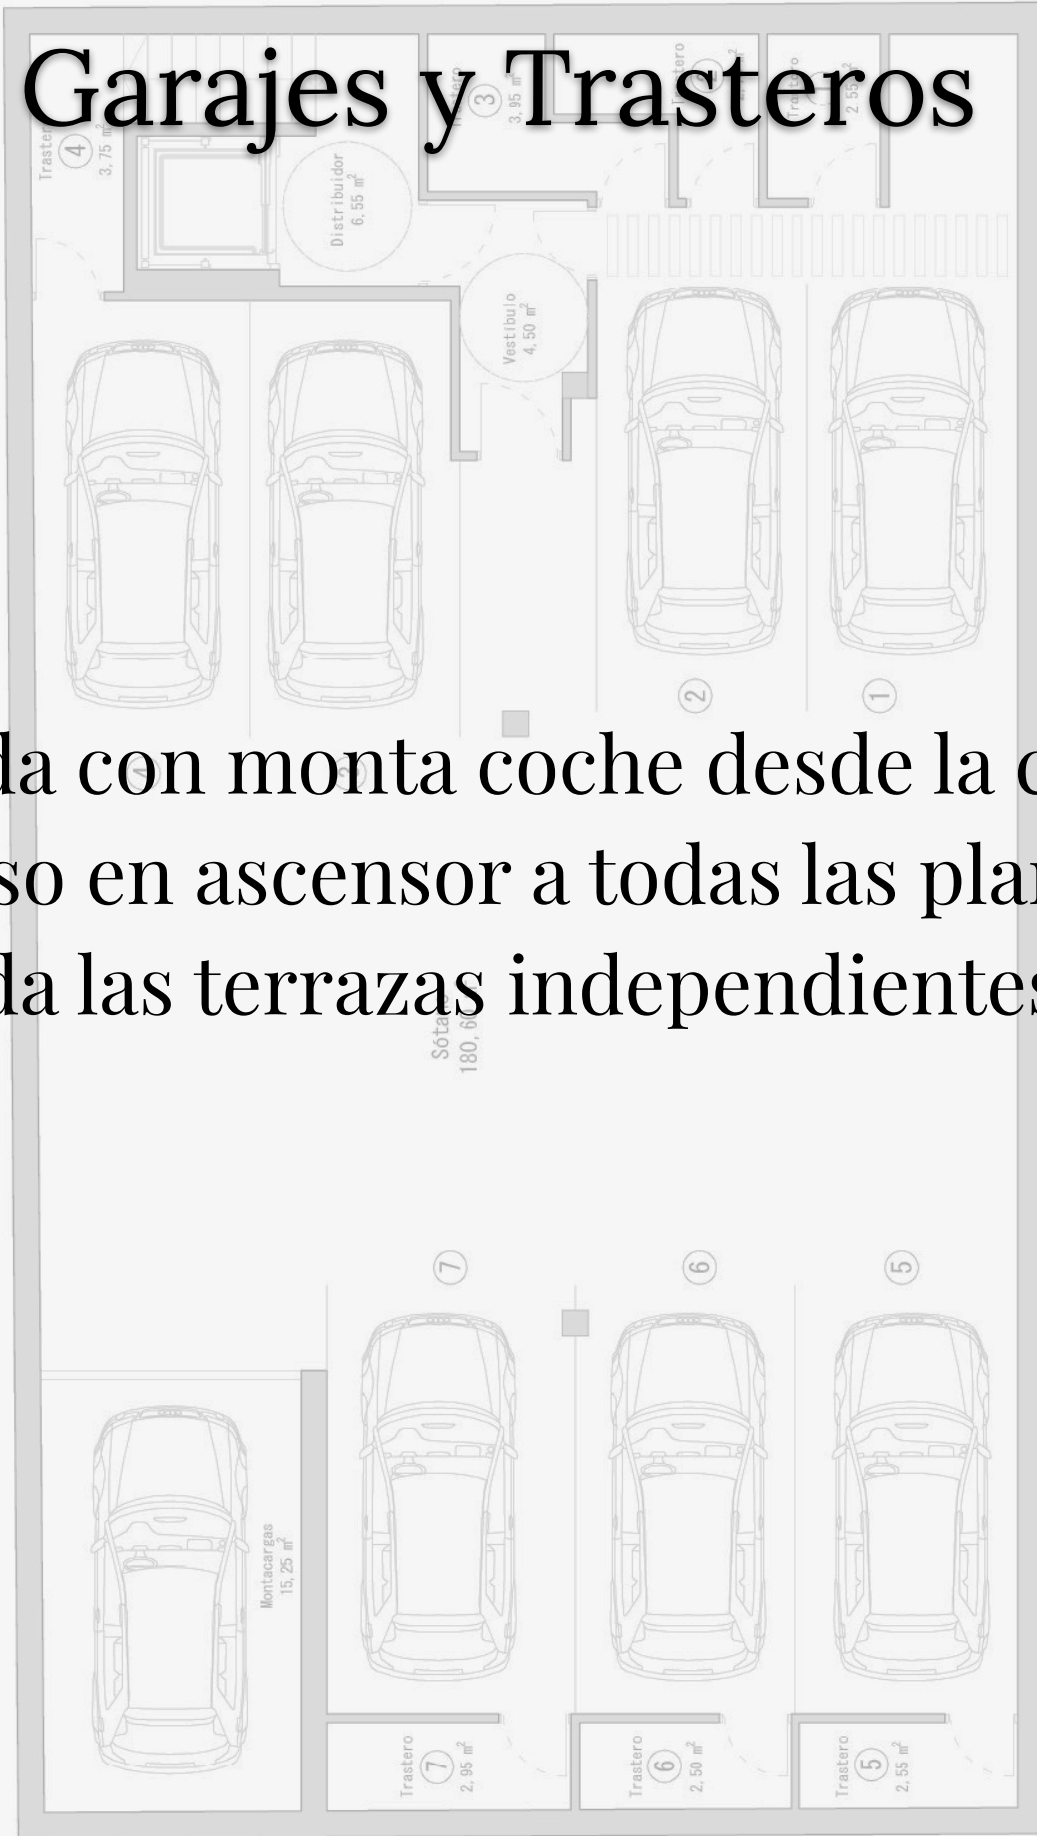 Garajes y Trasteros
Trastero
4
3,75 m²
Distribuidor
6,55 m²
3
3,95 m²
Trastero
2,55 m²
Vestíbulo
4,50 m²
2
1
4
3
da con monta coche desde la c
so en ascensor a todas las plan
da las terrazas independientes
180,60
7
6
5
Montacargas
15,25 m²
Trastero
7
2,95 m²
Trastero
6
2,50 m²
Trastero
5
2,55 m²